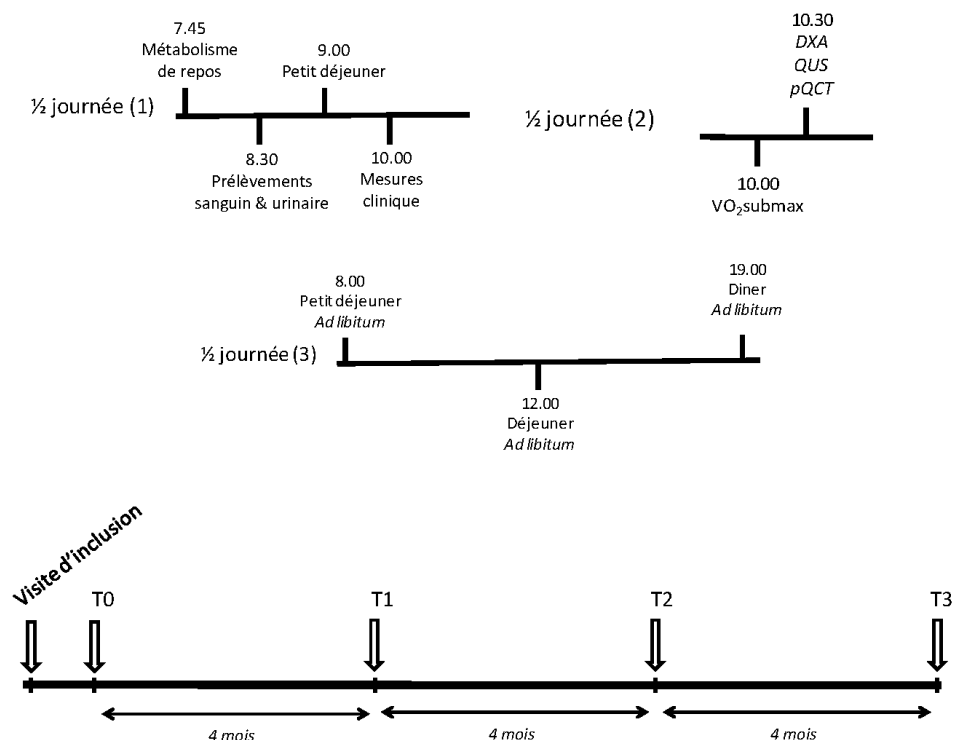 ½ journée (1)
7.45
Métabolisme
de repos
8.30
Prélèvements
sanguin & urinaire
9.00
Petit déjeuner
10.00
Mesures
clinique
½ journée (2)
10.00
VO₂submax
10.30
DXA
QUS
pQCT
½ journée (3)
8.00
Petit déjeuner
Ad libitum
12.00
Déjeuner
Ad libitum
19.00
Diner
Ad libitum
Visite d'inclusion
T0
T1
T2
T3
4 mois
4 mois
4 mois